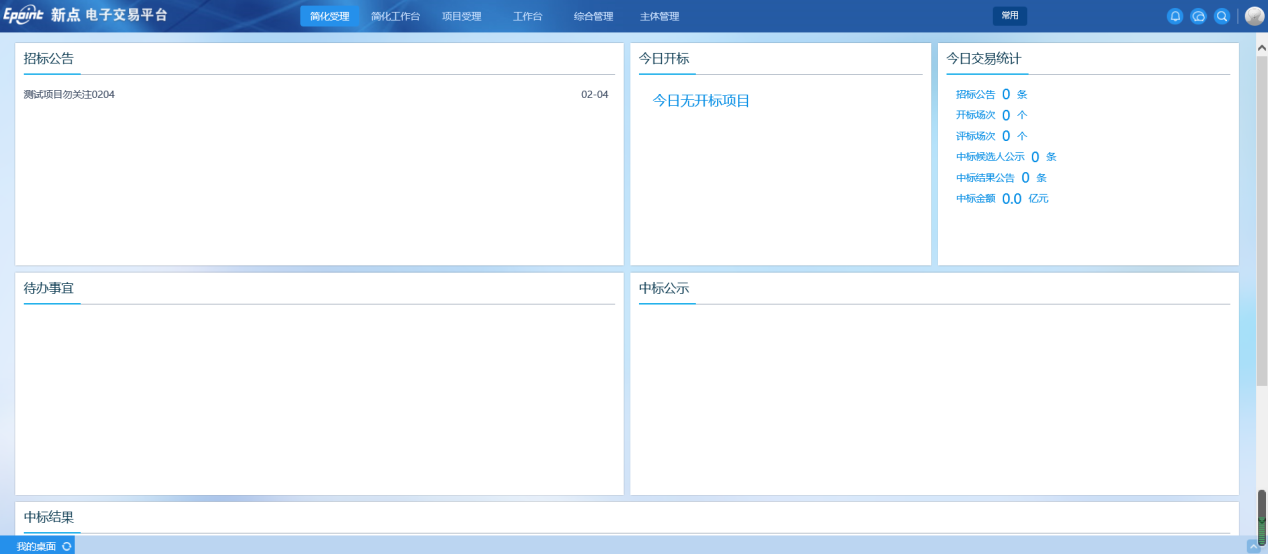 Epoint 新点 电子交易平台
简化受理 简化工作台 项目受理 工作台 综合管理 主体管理 常用
招标公告
测试项目勿关注0204 02-04
今日开标
今日无开标项目
今日交易统计
招标公告 0 条
开标场次 0 个
评标场次 0 个
中标候选人公示 0 条
中标结果公告 0 条
中标金额 0.0 亿元
待办事宜
中标公示
中标结果
我的桌面